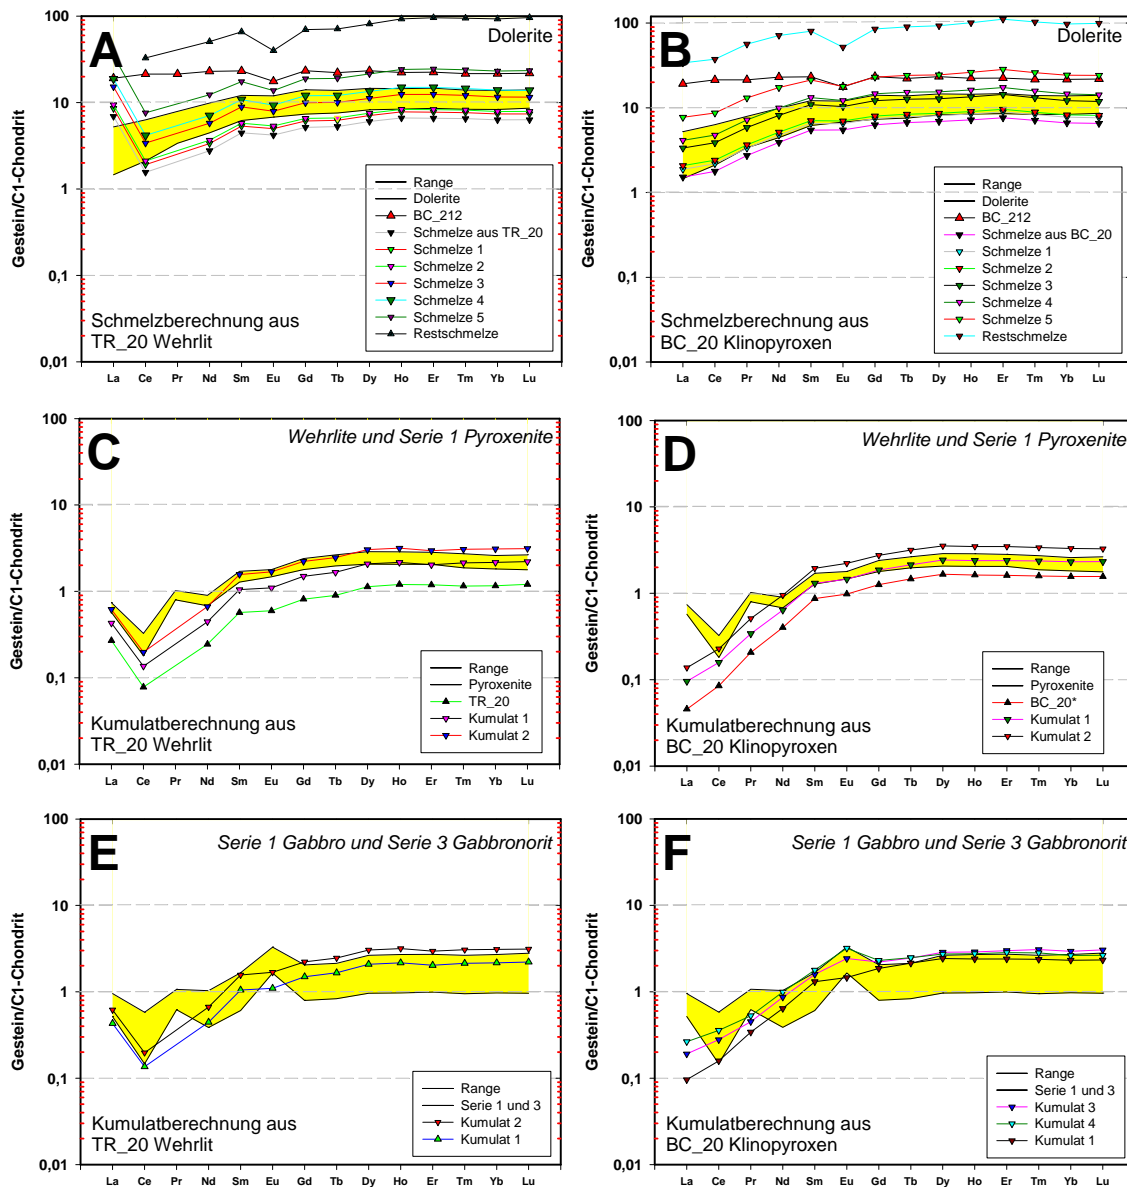 A
Dolerite
Gestein/C1-Chondrit
100
10
1
0,1
0,01
Range
Dolerite
BC_212
Schmelze aus TR_20
Schmelze 1
Schmelze 2
Schmelze 3
Schmelze 4
Schmelze 5
Restschmelze
Schmelzberechnung aus
TR_20 Wehrlit
La Ce Pr Nd Sm Eu Gd Tb Dy Ho Er Tm Yb Lu
B
Dolerite
Gestein/C1-Chondrit
100
10
1
0,1
0,01
Range
Dolerite
BC_212
Schmelze aus BC_20
Schmelze 1
Schmelze 2
Schmelze 3
Schmelze 4
Schmelze 5
Restschmelze
Schmelzberechnung aus
BC_20 Klinopyroxen
La Ce Pr Nd Sm Eu Gd Tb Dy Ho Er Tm Yb Lu
C
Wehrlite und Serie 1 Pyroxenite
Gestein/C1-Chondrit
100
10
1
0,1
0,01
Range
Pyroxenite
TR_20
Kumulat 1
Kumulat 2
Kumulatberechnung aus
TR_20 Wehrlit
La Ce Pr Nd Sm Eu Gd Tb Dy Ho Er Tm Yb Lu
D
Wehrlite und Serie 1 Pyroxenite
Gestein/C1-Chondrit
100
10
1
0,1
0,01
Range
Pyroxenite
BC_20*
Kumulat 1
Kumulat 2
Kumulatberechnung aus
BC_20 Klinopyroxen
La Ce Pr Nd Sm Eu Gd Tb Dy Ho Er Tm Yb Lu
E
Serie 1 Gabbro und Serie 3 Gabbronorit
Gestein/C1-Chondrit
100
10
1
0,1
0,01
Range
Serie 1 und 3
Kumulat 2
Kumulat 1
Kumulatberechnung aus
TR_20 Wehrlit
La Ce Pr Nd Sm Eu Gd Tb Dy Ho Er Tm Yb Lu
F
Serie 1 Gabbro und Serie 3 Gabbronorit
Gestein/C1-Chondrit
100
10
1
0,1
0,01
Range
Serie 1 und 3
Kumulat 3
Kumulat 4
Kumulat 1
Kumulatberechnung aus
BC_20 Klinopyroxen
La Ce Pr Nd Sm Eu Gd Tb Dy Ho Er Tm Yb Lu